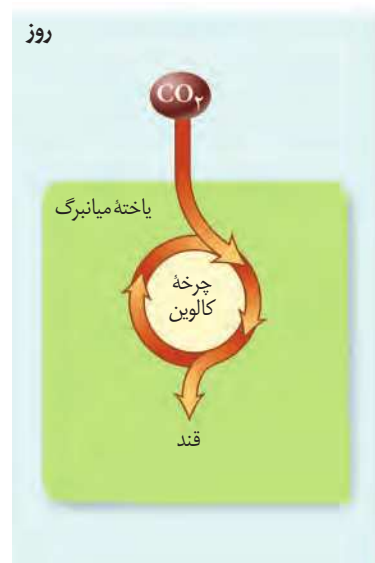 روز
CO۲
یاختهٔ میانبرگ
چرخهٔ
کالوین
قند